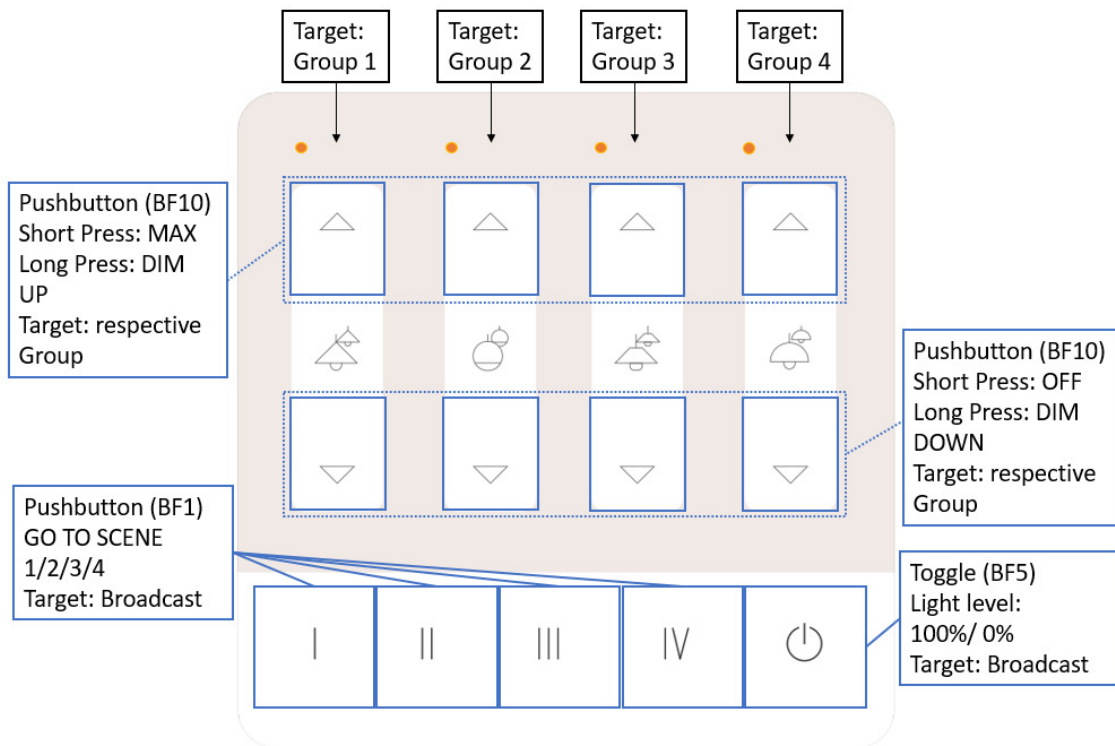 Target:
Group 1
Target:
Group 2
Target:
Group 3
Target:
Group 4
Pushbutton (BF10)
Short Press: MAX
Long Press: DIM
UP
Target: respective
Group
Pushbutton (BF10)
Short Press: OFF
Long Press: DIM
DOWN
Target: respective
Group
Pushbutton (BF1)
GO TO SCENE
1/2/3/4
Target: Broadcast
Toggle (BF5)
Light level:
100%/ 0%
Target: Broadcast
I II III IV